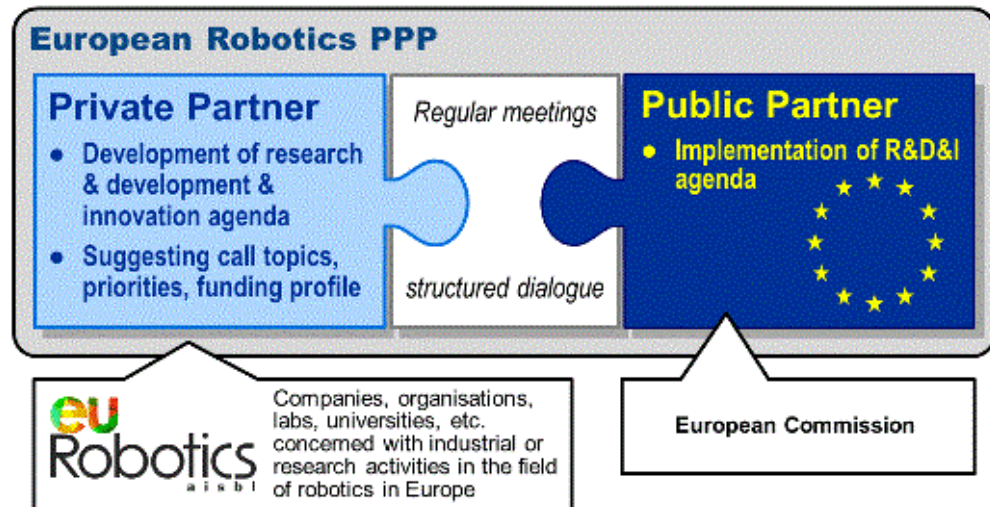 European Robotics PPP
Private Partner
● Development of research
& development &
innovation agenda
● Suggesting call topics,
priorities, funding profile
Regular meetings
structured dialogue
Public Partner
● Implementation of R&D&I
agenda
eu
Robotics
aisbl
Companies, organisations,
labs, universities, etc.
concerned with industrial or
research activities in the field
of robotics in Europe
European Commission